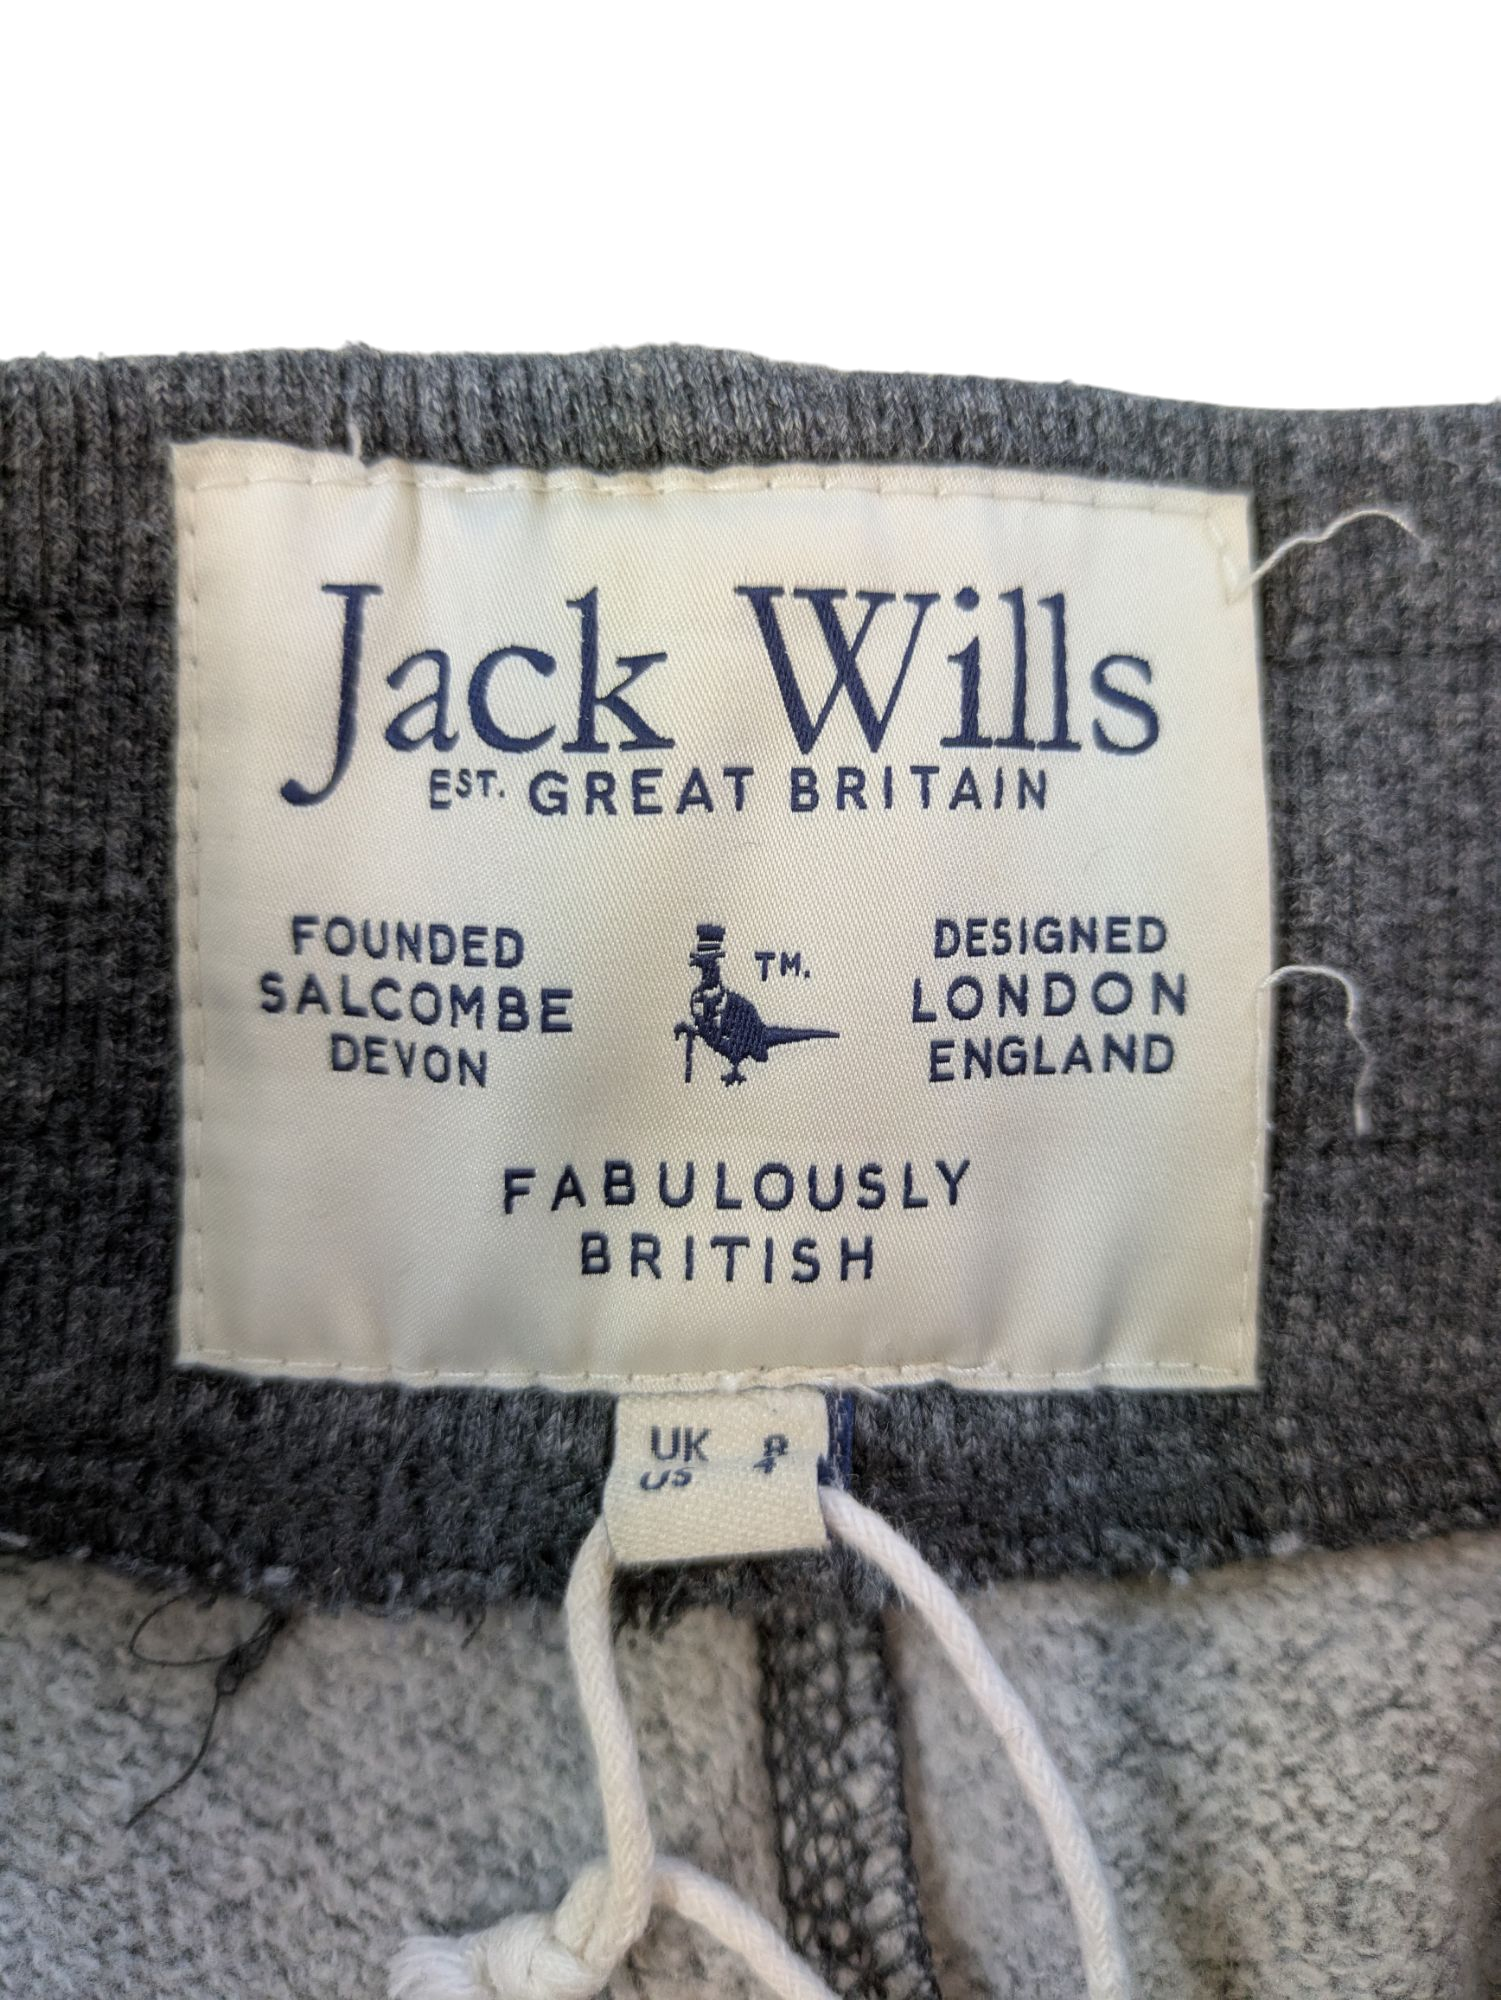 Jack Wills
EST. GREAT BRITAIN
FOUNDED
SALCOMBE
DEVON
TM.
DESIGNED
LONDON
ENGLAND
FABULOUSLY
BRITISH
UK 8
US 4